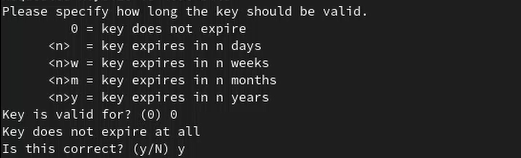 Please specify how long the key should be valid.
         0 = key does not expire
      <n>  = key expires in n days
      <n>w = key expires in n weeks
      <n>m = key expires in n months
      <n>y = key expires in n years
Key is valid for? (0) 0
Key does not expire at all
Is this correct? (y/N) y